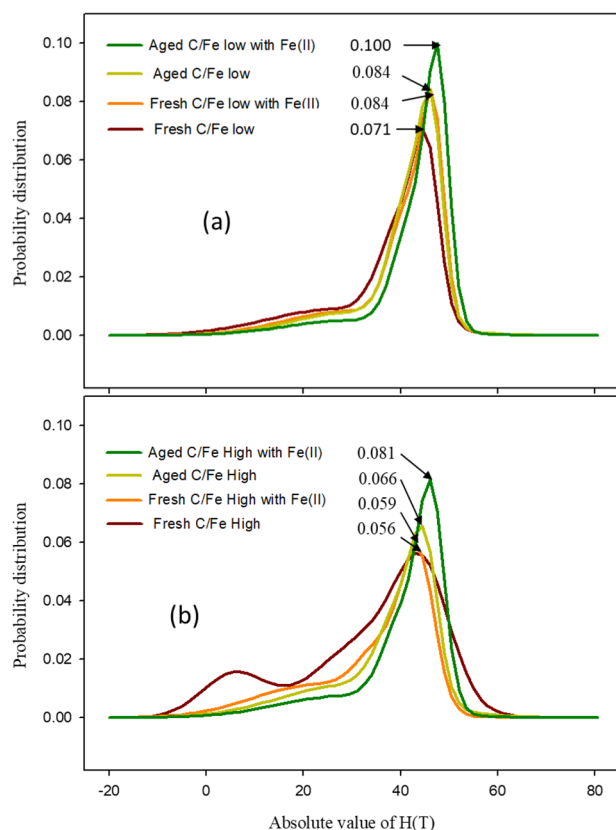 (a)
0.10
Aged C/Fe low with Fe(II) 0.100
0.08
Aged C/Fe low 0.084
Fresh C/Fe low with Fe(II) 0.084
Fresh C/Fe low 0.071
0.06
0.04
0.02
0.00
Probability distribution
(b)
0.10
Aged C/Fe High with Fe(II) 0.081
0.08
Aged C/Fe High 0.066
Fresh C/Fe High with Fe(II) 0.059
Fresh C/Fe High 0.056
0.06
0.04
0.02
0.00
Probability distribution
-20 0 20 40 60 80
Absolute value of H(T)